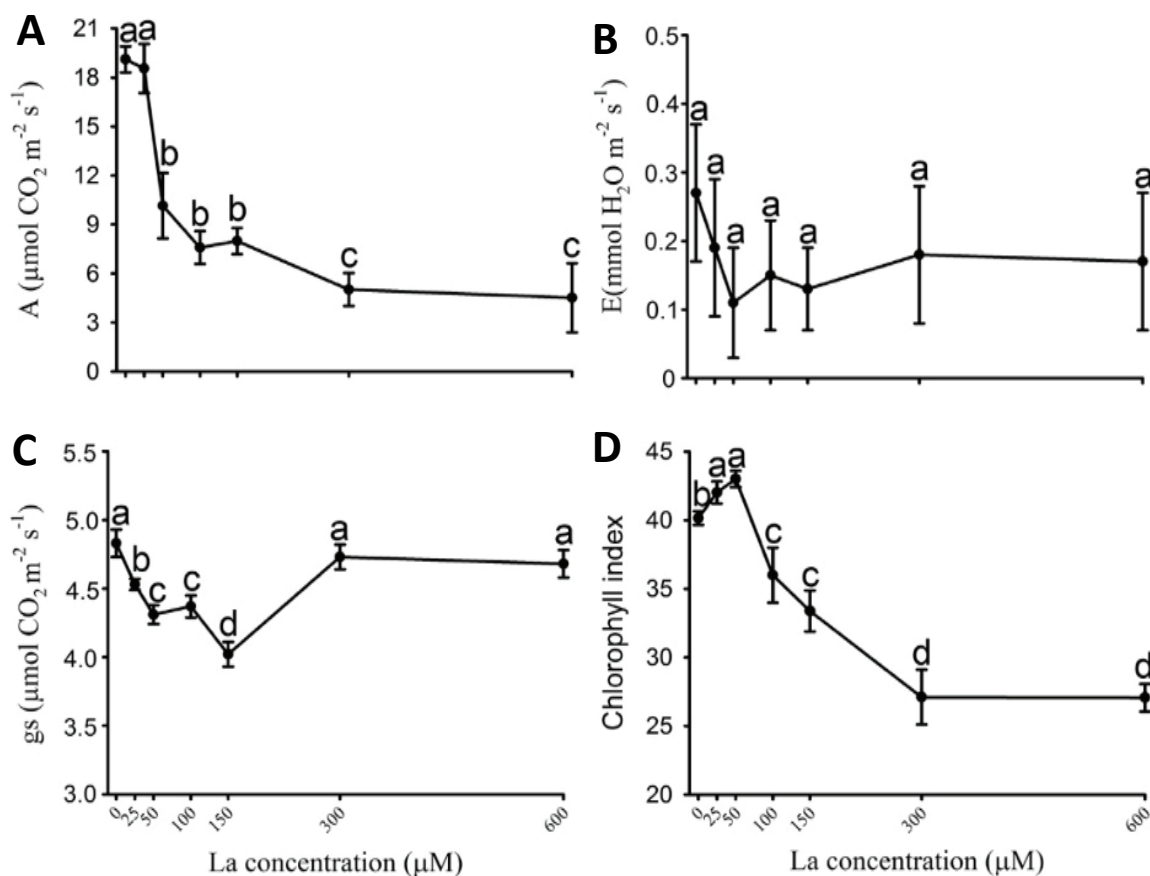 A
A (μmol CO2 m-2 s-1)
21
18
15
12
9
6
3
0
a a b b b c c
B
E(mmol H2O m-2 s-1)
0.5
0.4
0.3
0.2
0.1
0
a a a a a a a
C
gs (μmol CO2 m-2 s-1)
5.5
5.0
4.5
4.0
3.5
3.0
a b c c d a a
0 25 50 100 150 300 600
La concentration (μM)
D
Chlorophyll index
45
40
35
30
25
20
b a a c c d d
0 25 50 100 150 300 600
La concentration (μM)